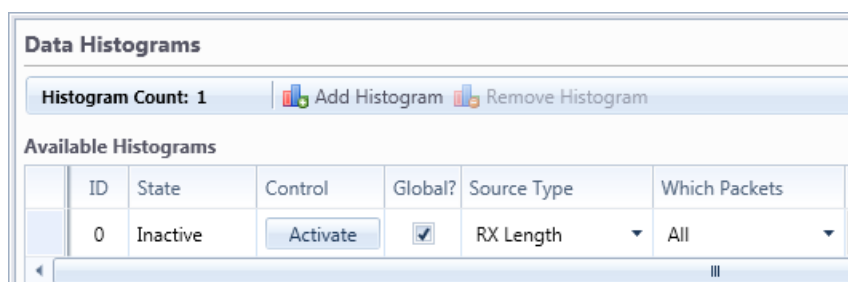 Data Histograms
Histogram Count: 1 Add Histogram Remove Histogram
Available Histograms
ID State Control Global? Source Type Which Packets
0 Inactive Activate RX Length All